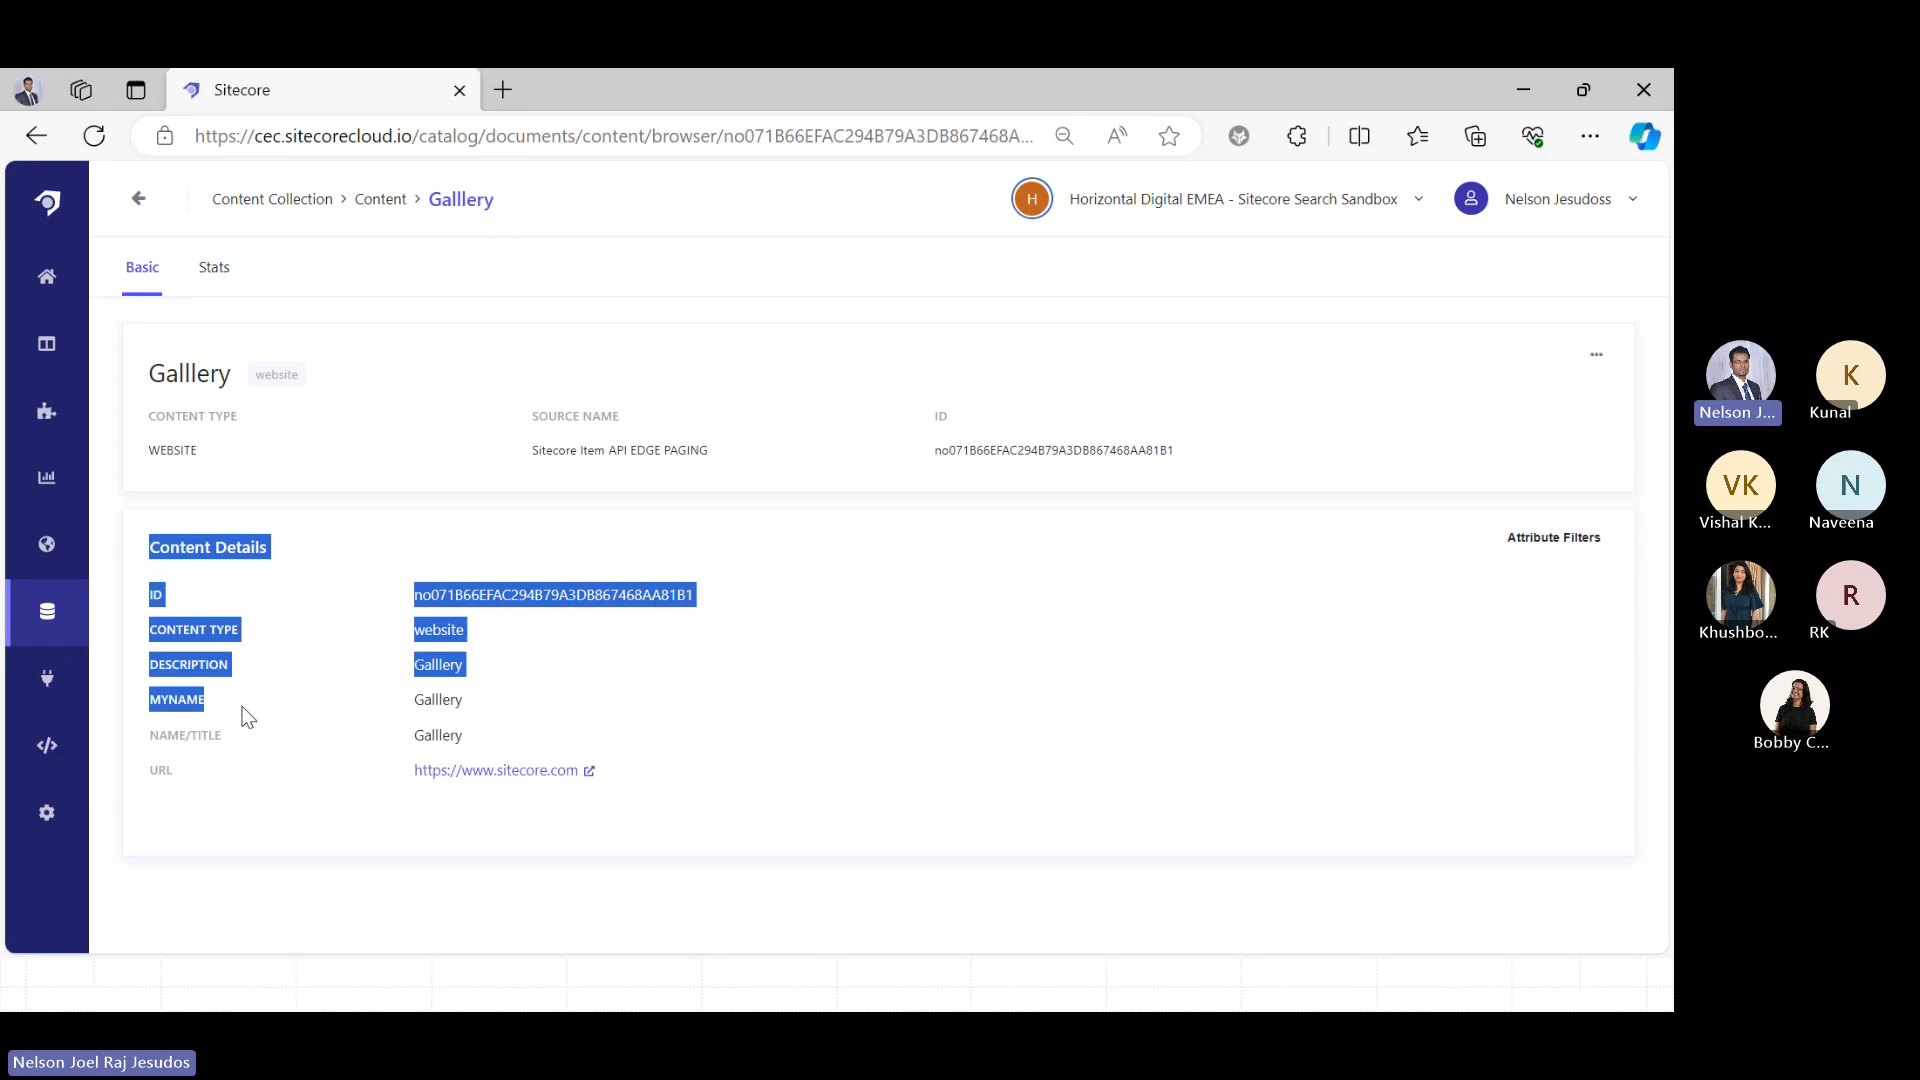 Sitecore
https://cec.sitecorecloud.io/catalog/documents/content/browser/no071B66EFAC294B79A3DB867468A...
Content Collection > Content > Galllery
H
Horizontal Digital EMEA - Sitecore Search Sandbox
Nelson Jesudoss
Basic
Stats
Galllery
website
CONTENT TYPE
SOURCE NAME
ID
WEBSITE
Sitecore Item API EDGE PAGING
no071B66EFAC294B79A3DB867468AA81B1
Content Details
Attribute Filters
ID
no071B66EFAC294B79A3DB867468AA81B1
CONTENT TYPE
website
DESCRIPTION
Galllery
MYNAME
Galllery
NAME/TITLE
Galllery
URL
https://www.sitecore.com
Nelson J...
K
Kunal
VK
Vishal K...
N
Naveena
Khushbo...
R
RK
Bobby C...
Nelson Joel Raj Jesudos